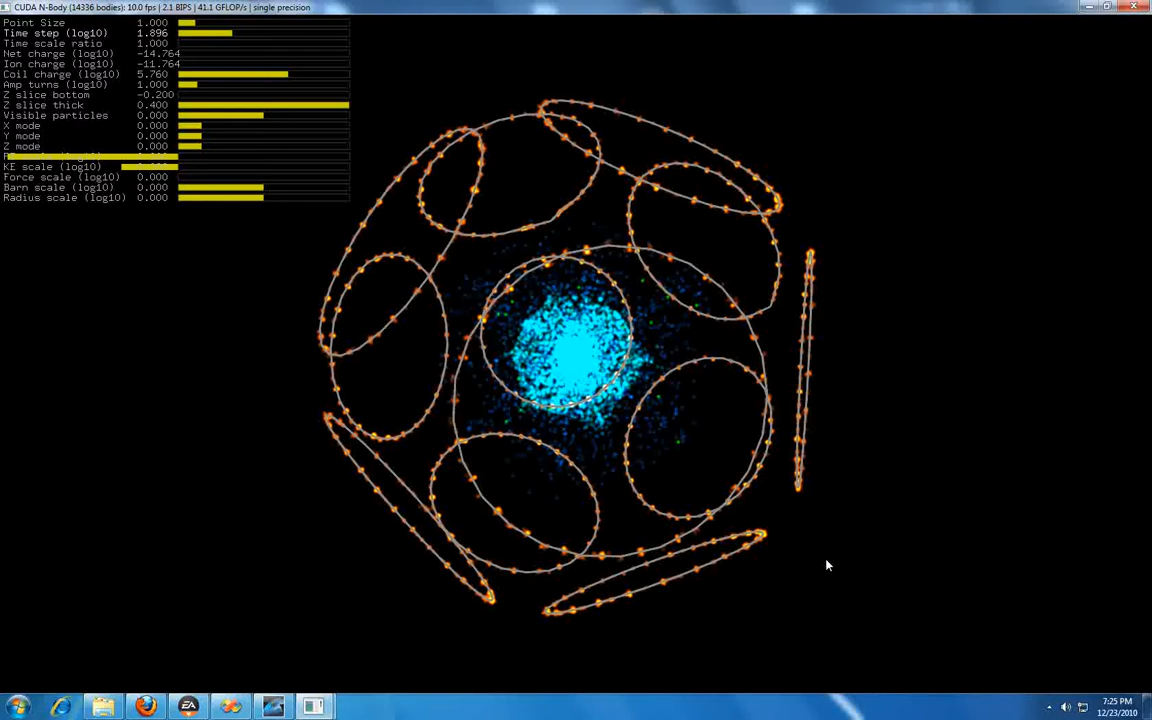 CUDA N-Body (14336 bodies): 10.0 fps | 2.1 BIPS | 41.1 GFLOP/s | single precision
Point Size 1.000
Time step (log10) 1.896
Time scale ratio 1.000
Net charge (log10) -14.764
Ion charge (log10) -11.764
Coil charge (log10) 5.760
Amp turns (log10) 1.000
Z slice bottom -0.200
Z slice thick 0.400
Visible particles 0.000
X mode 0.000
Y mode 0.000
Z mode 0.000
KE scale (log10)
Force scale (log10) 0.000
Barn scale (log10) 0.000
Radius scale (log10) 0.000
EA
7:25 PM
12/23/2010